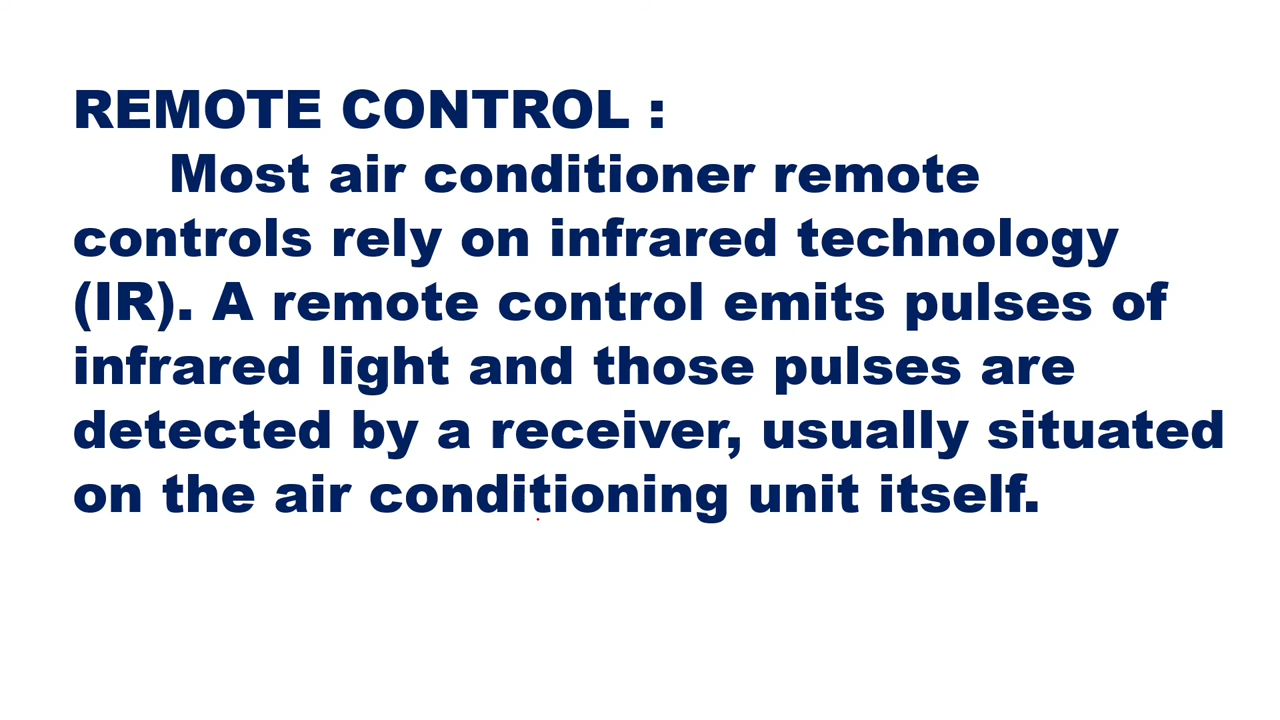 REMOTE CONTROL :
Most air conditioner remote
controls rely on infrared technology
(IR). A remote control emits pulses of
infrared light and those pulses are
detected by a receiver, usually situated
on the air conditioning unit itself.